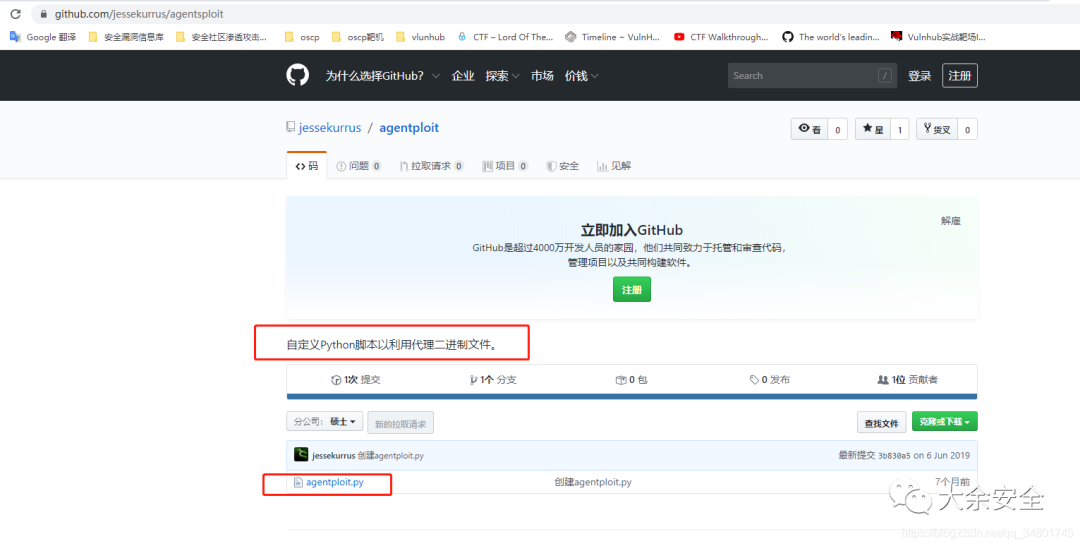 github.com/jessekurrus/agentsploit
Google 翻译 安全漏洞信息库 安全社区渗透攻击... oscp oscp靶机 vlunhub CTF – Lord Of The... Timeline ~ VulnH... CTF Walkthrough... The world's leadin... Vulnhub实战靶场I...
为什么选择GitHub? 企业 探索 市场 价钱 Search / 登录 注册
jessekurrus / agentploit 看 0 星 1 货叉 0
码 问题 0 拉取请求 0 项目 0 安全 见解
解雇
立即加入GitHub
GitHub是超过4000万开发人员的家园，他们共同致力于托管和审查代码，
管理项目以及共同构建软件。
注册
自定义Python脚本以利用代理二进制文件。
1次 提交 1个 分支 0 包 0 发布 1位 贡献者
分公司： 硕士 新的拉取请求 查找文件 克隆或下载
jessekurrus 创建agentploit.py 最新提交 3b830a5 on 6 Jun 2019
agentploit.py 创建agentploit.py 7个月前
大余安全
https://blog.csdn.net/qq_34801745